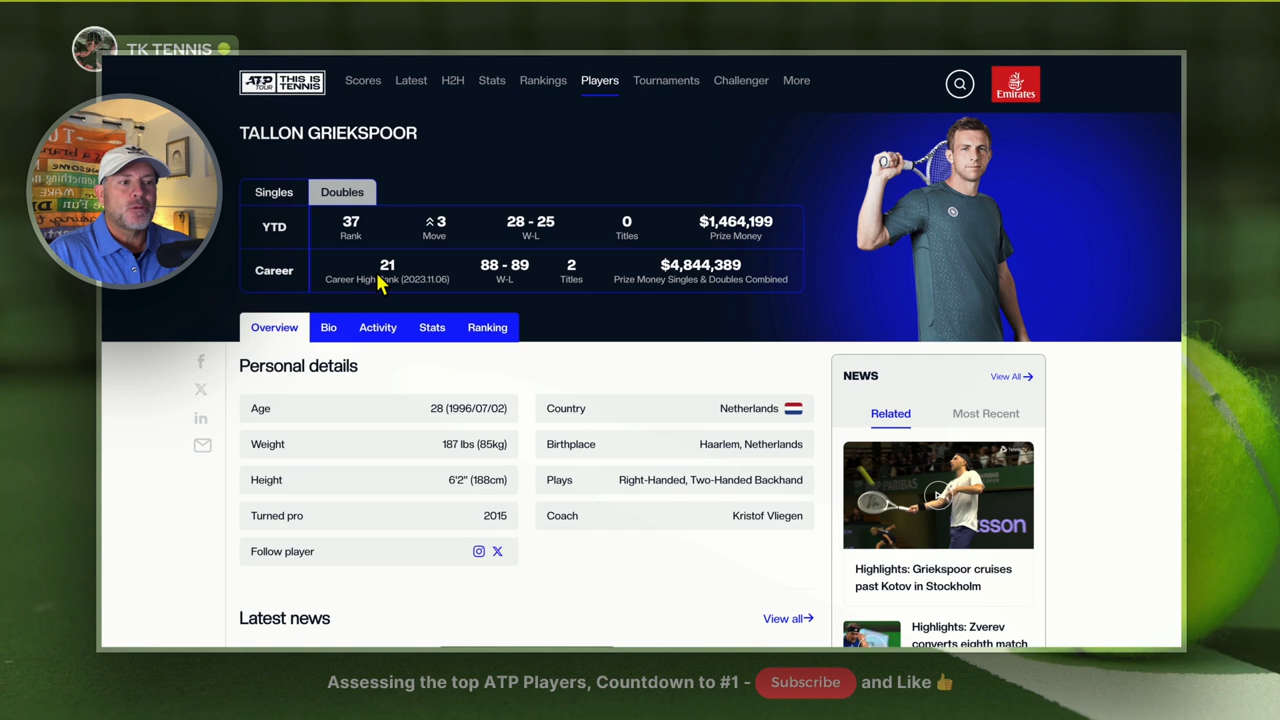 TK TENNIS
ATP TOUR THIS IS TENNIS
Scores Latest H2H Stats Rankings Players Tournaments Challenger More
Emirates
TALLON GRIEKSPOOR
Singles Doubles
YTD 37 3 28 - 25 0 $1,464,199
Rank Move W-L Titles Prize Money
Career 21 88 - 89 2 $4,844,389
Career High Rank (2023.11.06) W-L Titles Prize Money Singles & Doubles Combined
Overview Bio Activity Stats Ranking
Personal details
Age 28 (1996/07/02)
Country Netherlands
Weight 187 lbs (85kg)
Birthplace Haarlem, Netherlands
Height 6'2" (188cm)
Plays Right-Handed, Two-Handed Backhand
Turned pro 2015
Coach Kristof Vliegen
Follow player
Latest news View all
NEWS View All
Related Most Recent
Highlights: Griekspoor cruises
past Kotov in Stockholm
Highlights: Zverev
converts eighth match
Assessing the top ATP Players, Countdown to #1 - Subscribe and Like